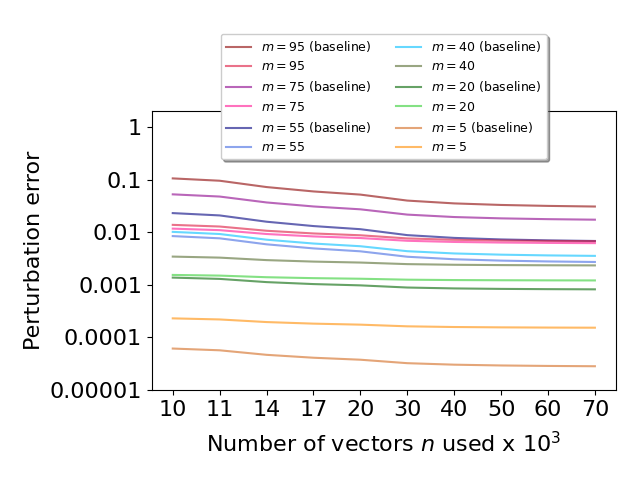 m = 95 (baseline)
m = 95
m = 75 (baseline)
m = 75
m = 55 (baseline)
m = 55
m = 40 (baseline)
m = 40
m = 20 (baseline)
m = 20
m = 5 (baseline)
m = 5
Perturbation error
1
0.1
0.01
0.001
0.0001
0.00001
10 11 14 17 20 30 40 50 60 70
Number of vectors n used x 10³